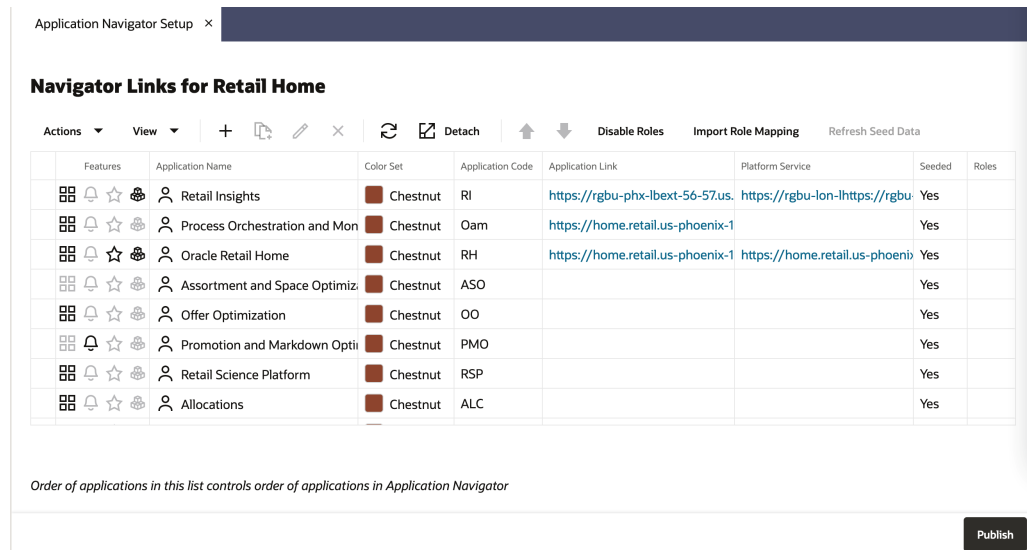 Application Navigator Setup ×
Navigator Links for Retail Home
Actions View Detach Disable Roles Import Role Mapping Refresh Seed Data
Features Application Name Color Set Application Code Application Link Platform Service Seeded Roles
Retail Insights Chestnut RI https://rgbu-phx-lbext-56-57.us. https://rgbu-lon-lhttps://rgbu- Yes
Process Orchestration and Mon Chestnut Oam https://home.retail.us-phoenix-1 Yes
Oracle Retail Home Chestnut RH https://home.retail.us-phoenix-1 https://home.retail.us-phoenix Yes
Assortment and Space Optimiza Chestnut ASO Yes
Offer Optimization Chestnut OO Yes
Promotion and Markdown Opti Chestnut PMO Yes
Retail Science Platform Chestnut RSP Yes
Allocations Chestnut ALC Yes
Order of applications in this list controls order of applications in Application Navigator
Publish